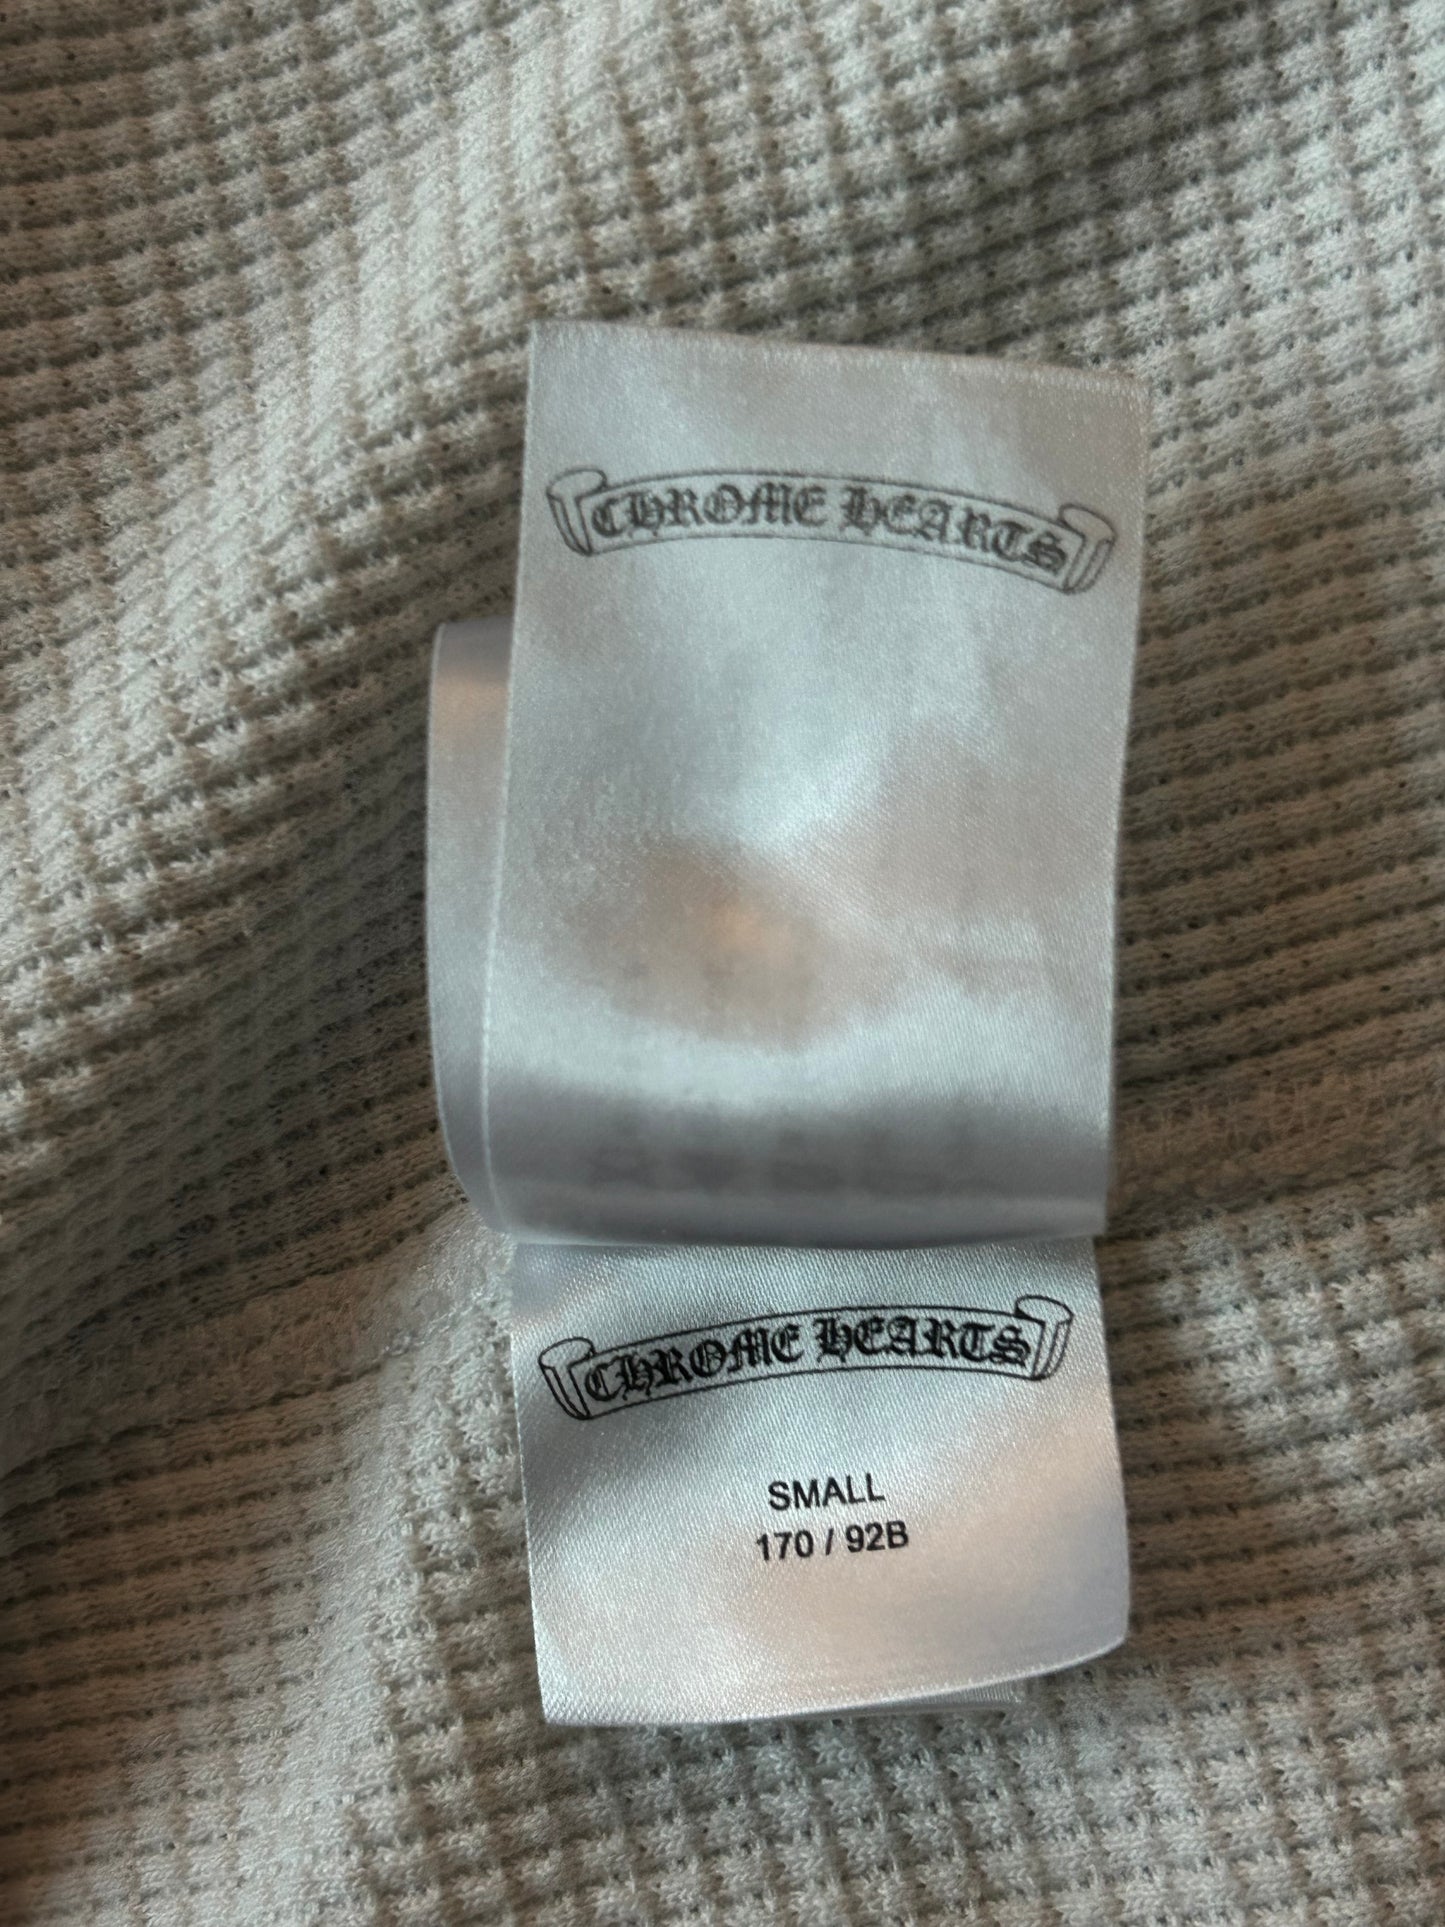 CHROME HEARTS
CHROME HEARTS
SMALL
170 / 92B